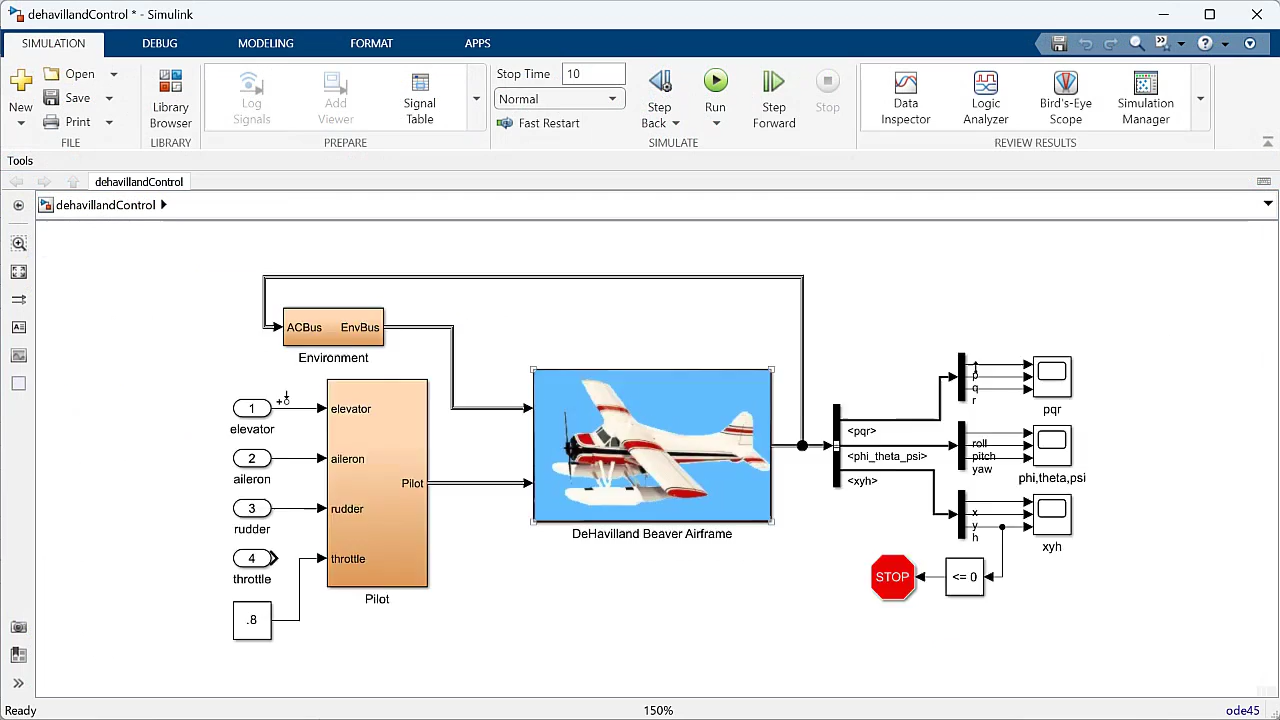 dehavillandControl * - Simulink
SIMULATION DEBUG MODELING FORMAT APPS
New
Open
Save
Print
FILE
Library Browser
LIBRARY
Log Signals
Add Viewer
Signal Table
PREPARE
Stop Time 10
Normal
Fast Restart
Step Back
Run
Step Forward
Stop
SIMULATE
Data Inspector
Logic Analyzer
Bird's-Eye Scope
Simulation Manager
REVIEW RESULTS
Tools
dehavillandControl
dehavillandControl
ACBus EnvBus
Environment
1
elevator
2
aileron
3
rudder
4
throttle
.8
elevator
aileron
rudder
throttle
Pilot
Pilot
DeHavilland Beaver Airframe
<pqr>
<phi_theta_psi>
<xyh>
p
q
r
pqr
roll
pitch
yaw
phi,theta,psi
x
y
h
xyh
STOP
<= 0
Ready 150% ode45